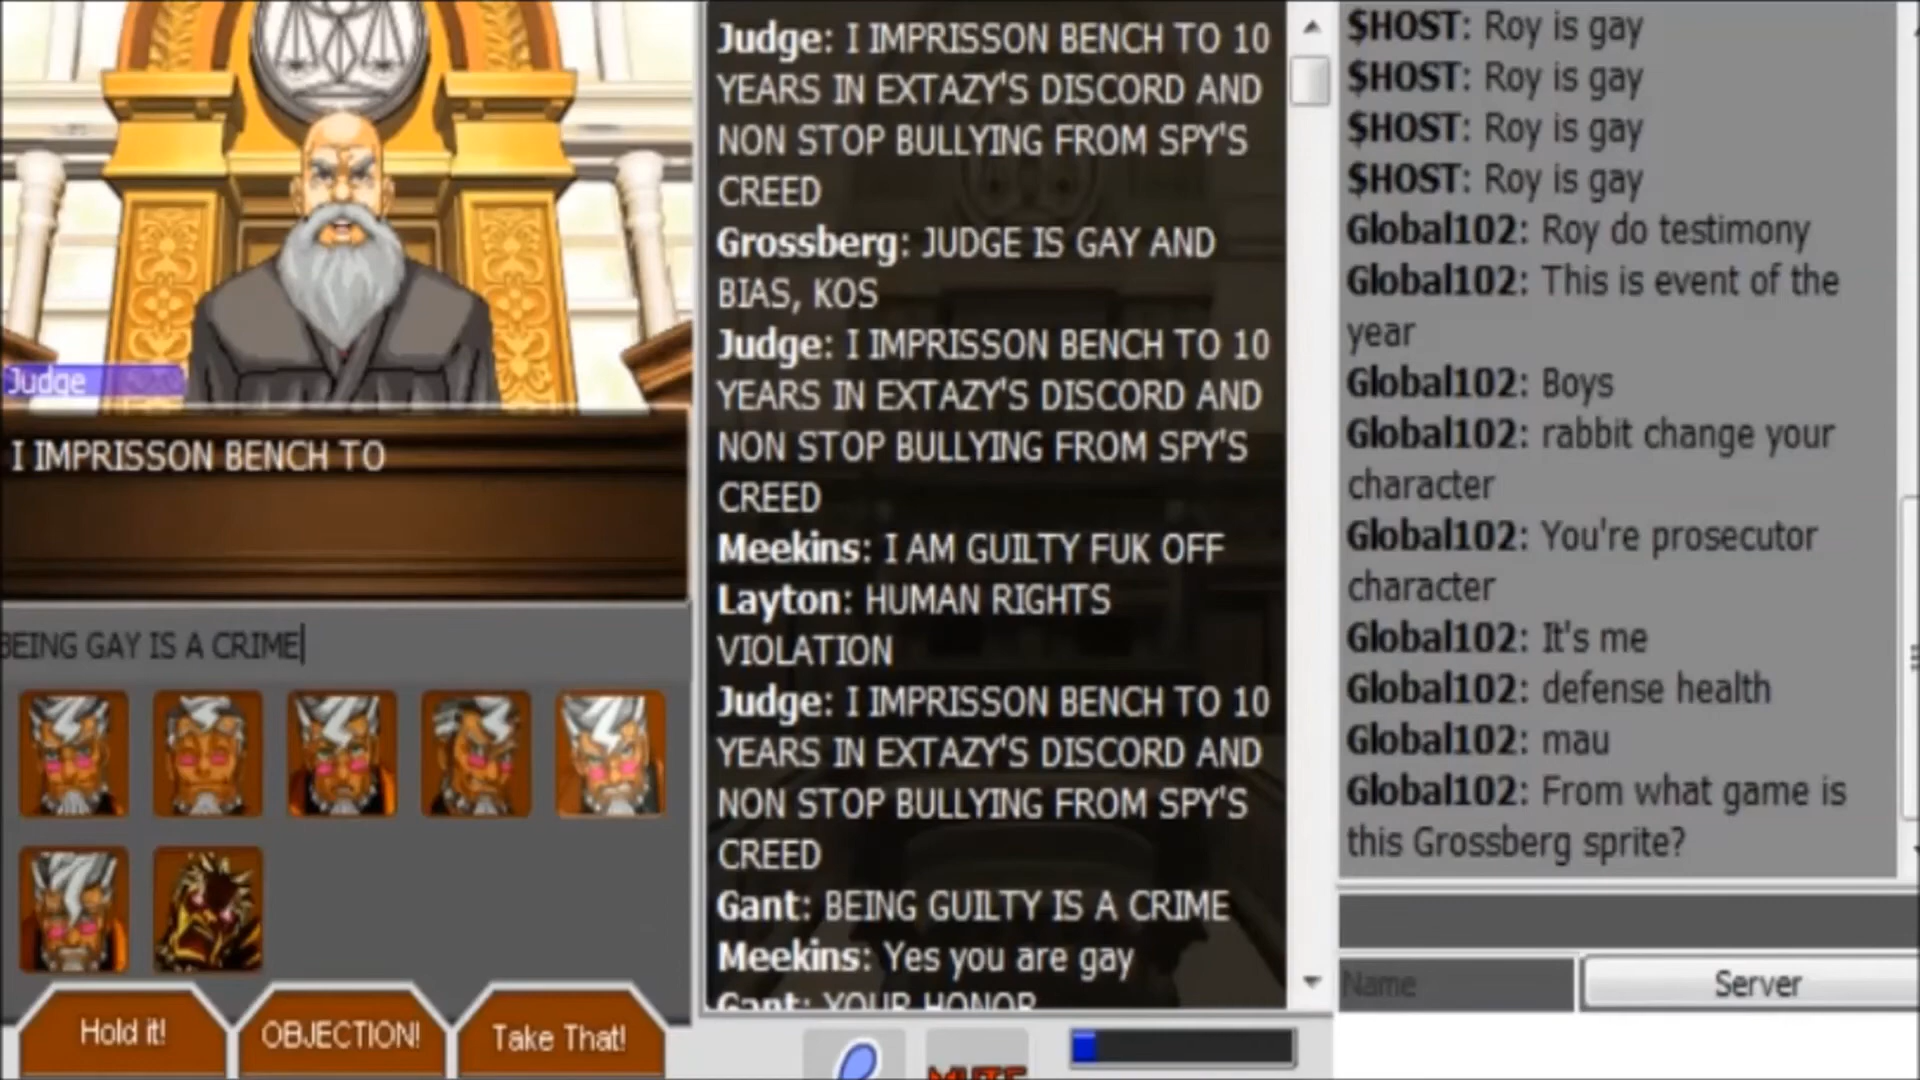 Judge
I IMPRISSON BENCH TO
BEING GAY IS A CRIME
Hold it!
OBJECTION!
Take That!
Judge: I IMPRISSON BENCH TO 10
YEARS IN EXTAZY'S DISCORD AND
NON STOP BULLYING FROM SPY'S
CREED
Grossberg: JUDGE IS GAY AND
BIAS, KOS
Judge: I IMPRISSON BENCH TO 10
YEARS IN EXTAZY'S DISCORD AND
NON STOP BULLYING FROM SPY'S
CREED
Meekins: I AM GUILTY FUK OFF
Layton: HUMAN RIGHTS
VIOLATION
Judge: I IMPRISSON BENCH TO 10
YEARS IN EXTAZY'S DISCORD AND
NON STOP BULLYING FROM SPY'S
CREED
Gant: BEING GUILTY IS A CRIME
Meekins: Yes you are gay
Gant: YOUR HONOR
MUTE
$HOST: Roy is gay
$HOST: Roy is gay
$HOST: Roy is gay
$HOST: Roy is gay
Global102: Roy do testimony
Global102: This is event of the
year
Global102: Boys
Global102: rabbit change your
character
Global102: You're prosecutor
character
Global102: It's me
Global102: defense health
Global102: mau
Global102: From what game is
this Grossberg sprite?
Name
Server